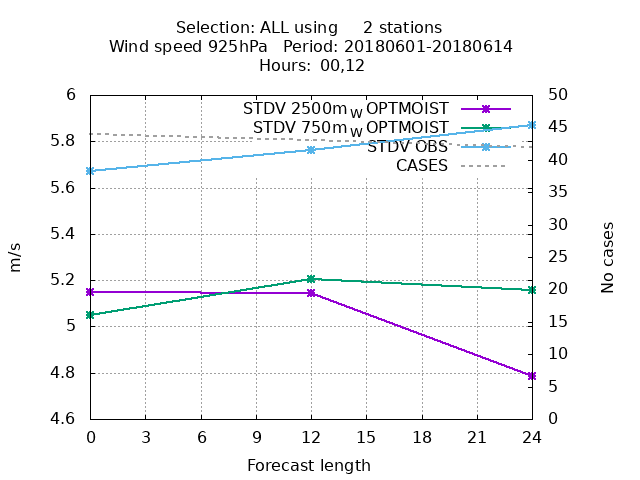 Selection: ALL using     2 stations
Wind speed 925hPa   Period: 20180601-20180614
Hours:  00,12
STDV 2500m_W OPTMOIST
STDV 750m_W OPTMOIST
STDV OBS
CASES
6
5.8
5.6
5.4
5.2
5
4.8
4.6
m/s
50
45
40
35
30
25
20
15
10
5
0
No cases
0 3 6 9 12 15 18 21 24
Forecast length